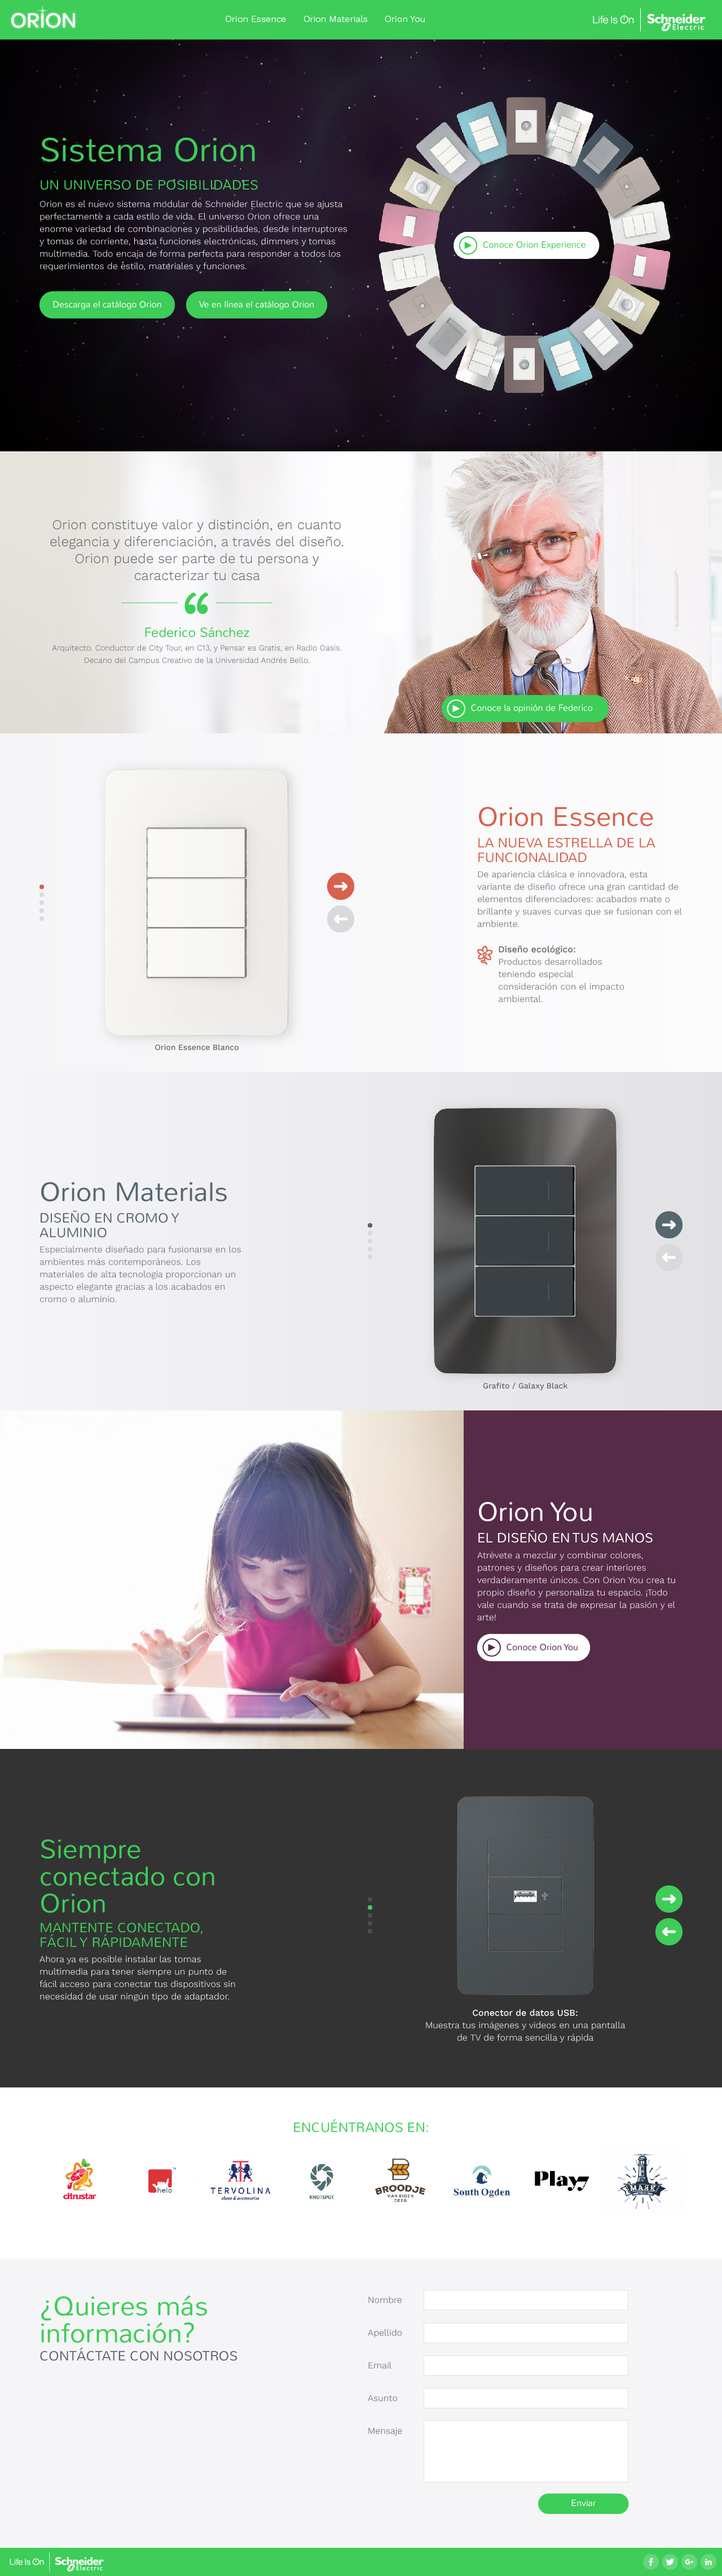 ORION
Orion Essence
Orion Materials
Orion You
Life Is On
Schneider
Electric
Sistema Orion
UN UNIVERSO DE POSIBILIDADES
Orion es el nuevo sistema modular de Schneider Electric que se ajusta
perfectamente a cada estilo de vida. El universo Orion ofrece una
enorme variedad de combinaciones y posibilidades, desde interruptores
y tomas de corriente, hasta funciones electrónicas, dimmers y tomas
multimedia. Todo encaja de forma perfecta para responder a todos los
requerimientos de estilo, materiales y funciones.
Descarga el catálogo Orion
Ve en línea el catálogo Orion
Conoce Orion Experience
Orion constituye valor y distinción, en cuanto
elegancia y diferenciación, a través del diseño.
Orion puede ser parte de tu persona y
caracterizar tu casa
Federico Sánchez
Arquitecto. Conductor de City Tour, en C13, y Pensar es Gratis, en Radio Oasis.
Decano del Campus Creativo de la Universidad Andrés Bello.
Conoce la opinión de Federico
Orion Essence Blanco
Orion Essence
LA NUEVA ESTRELLA DE LA
FUNCIONALIDAD
De apariencia clásica e innovadora, esta
variante de diseño ofrece una gran cantidad de
elementos diferenciadores: acabados mate o
brillante y suaves curvas que se fusionan con el
ambiente.
Diseño ecológico:
Productos desarrollados
teniendo especial
consideración con el impacto
ambiental.
Orion Materials
DISEÑO EN CROMO Y
ALUMINIO
Especialmente diseñado para fusionarse en los
ambientes más contemporáneos. Los
materiales de alta tecnología proporcionan un
aspecto elegante gracias a los acabados en
cromo o aluminio.
Grafito / Galaxy Black
Orion You
EL DISEÑO EN TUS MANOS
Atrévete a mezclar y combinar colores,
patrones y diseños para crear interiores
verdaderamente únicos. Con Orion You crea tu
propio diseño y personaliza tu espacio. ¡Todo
vale cuando se trata de expresar la pasión y el
arte!
Conoce Orion You
Siempre
conectado con
Orion
MANTENTE CONECTADO,
FÁCIL Y RÁPIDAMENTE
Ahora ya es posible instalar las tomas
multimedia para tener siempre un punto de
fácil acceso para conectar tus dispositivos sin
necesidad de usar ningún tipo de adaptador.
Conector de datos USB:
Muestra tus imágenes y videos en una pantalla
de TV de forma sencilla y rápida
ENCUÉNTRANOS EN:
citrustar
helo
TERVOLINA
shoes & accessories
KNOTSPOT
BROODJE
VAN EIGEN
DEEG
South Ogden
Play7
MARK
¿Quieres más
información?
CONTÁCTATE CON NOSOTROS
Nombre
Apellido
Email
Asunto
Mensaje
Enviar
Life Is On
Schneider
Electric